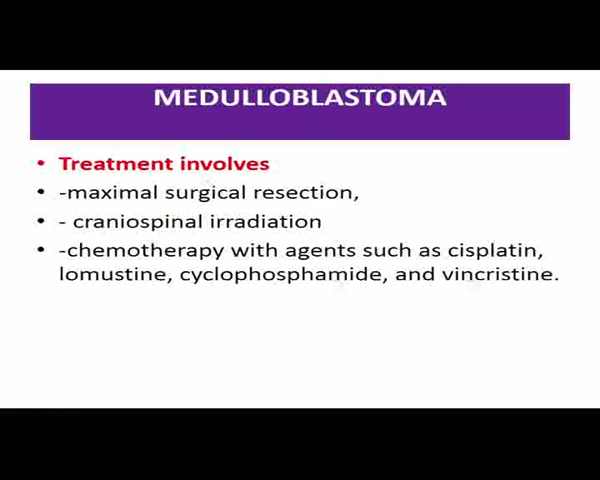 MEDULLOBLASTOMA
• Treatment involves
• -maximal surgical resection,
• - craniospinal irradiation
• -chemotherapy with agents such as cisplatin,
lomustine, cyclophosphamide, and vincristine.